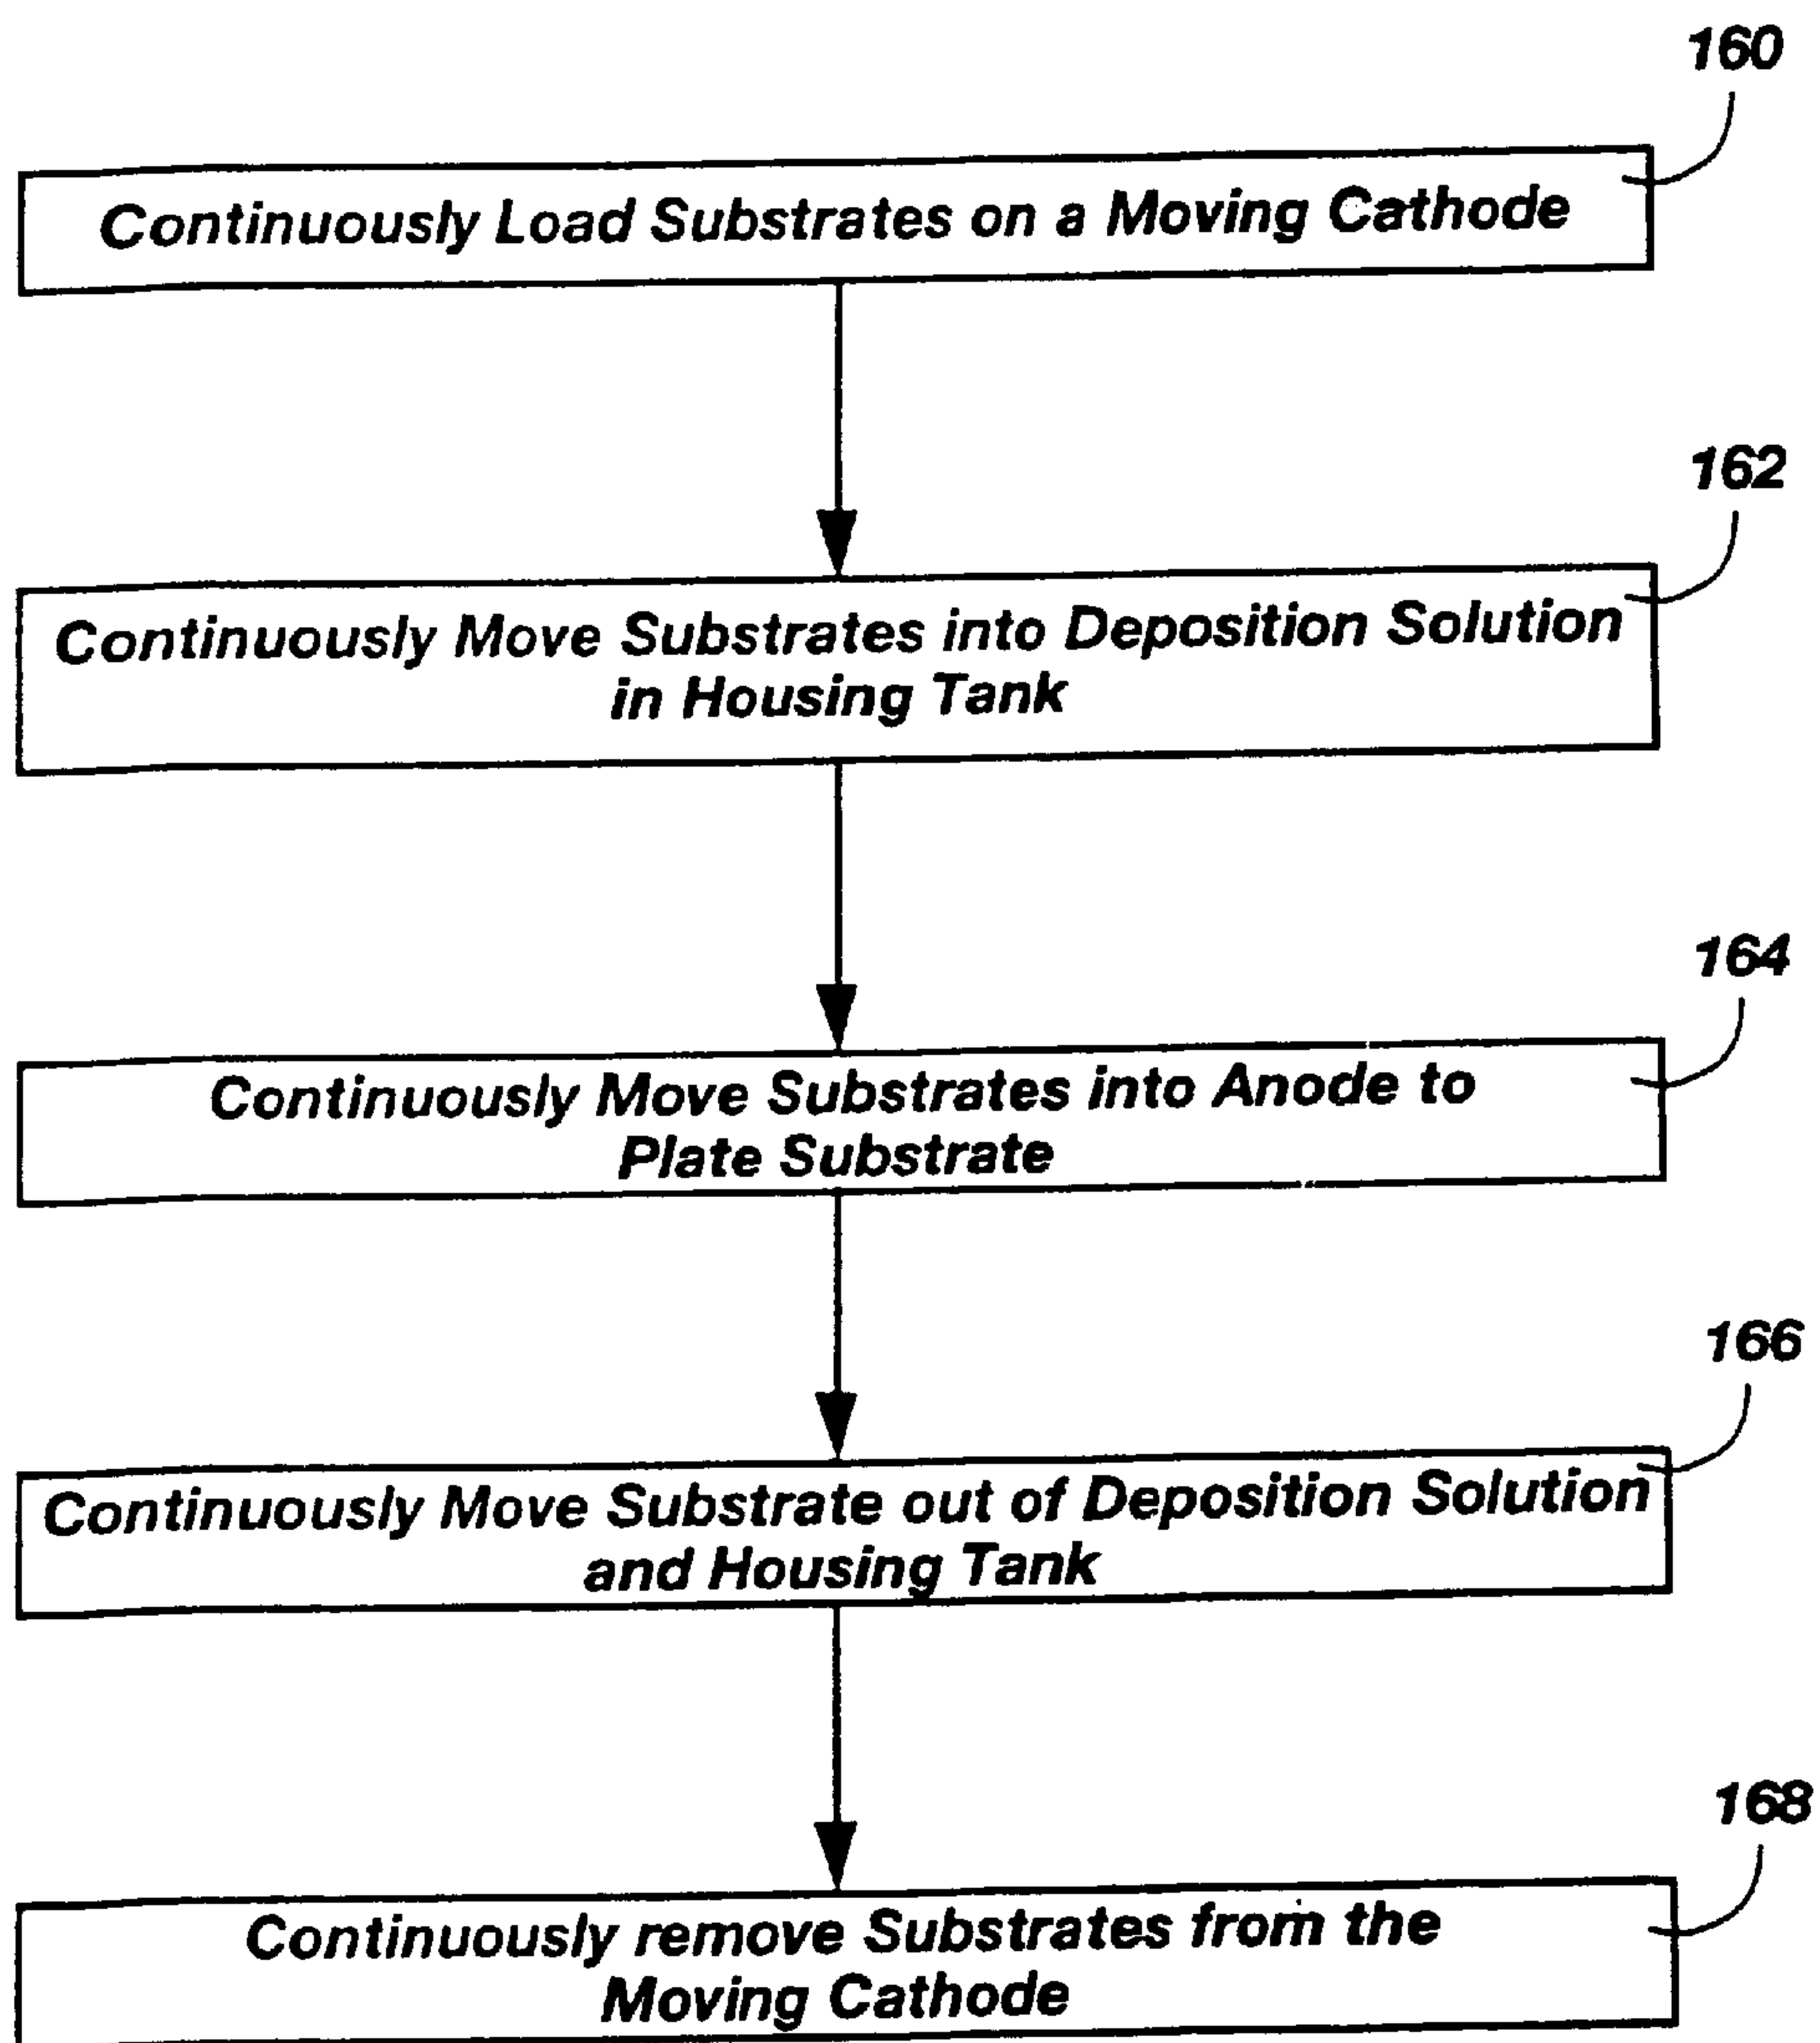 160
Continuously Load Substrates on a Moving Cathode
162
Continuously Move Substrates into Deposition Solution
in Housing Tank
164
Continuously Move Substrates into Anode to
Plate Substrate
166
Continuously Move Substrate out of Deposition Solution
and Housing Tank
168
Continuously remove Substrates from the
Moving Cathode